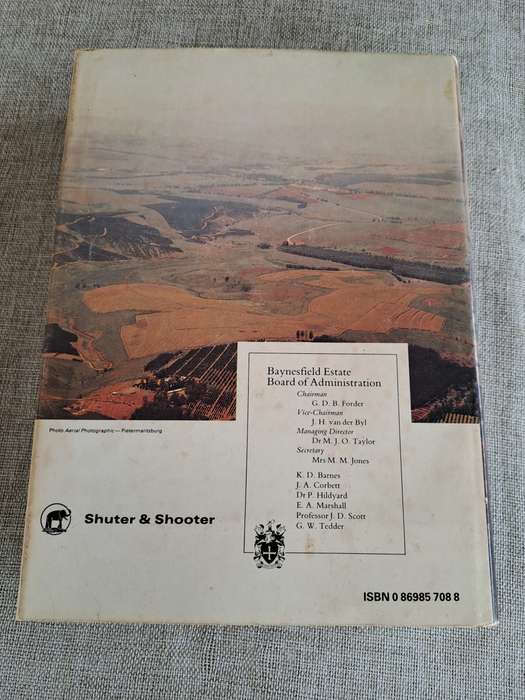 Baynesfield Estate
Board of Administration
Chairman
G. D. B. Forder
Vice-Chairman
J. H. van der Byl
Managing Director
Dr M. J. O. Taylor
Secretary
Mrs M. M. Jones
K. D. Barnes
J. A. Corbett
Dr P. Hildyard
E. A. Marshall
Professor J. D. Scott
G. W. Tedder
Photo Aerial Photographic — Pietermaritzburg
Shuter & Shooter
ISBN 0 86985 708 8